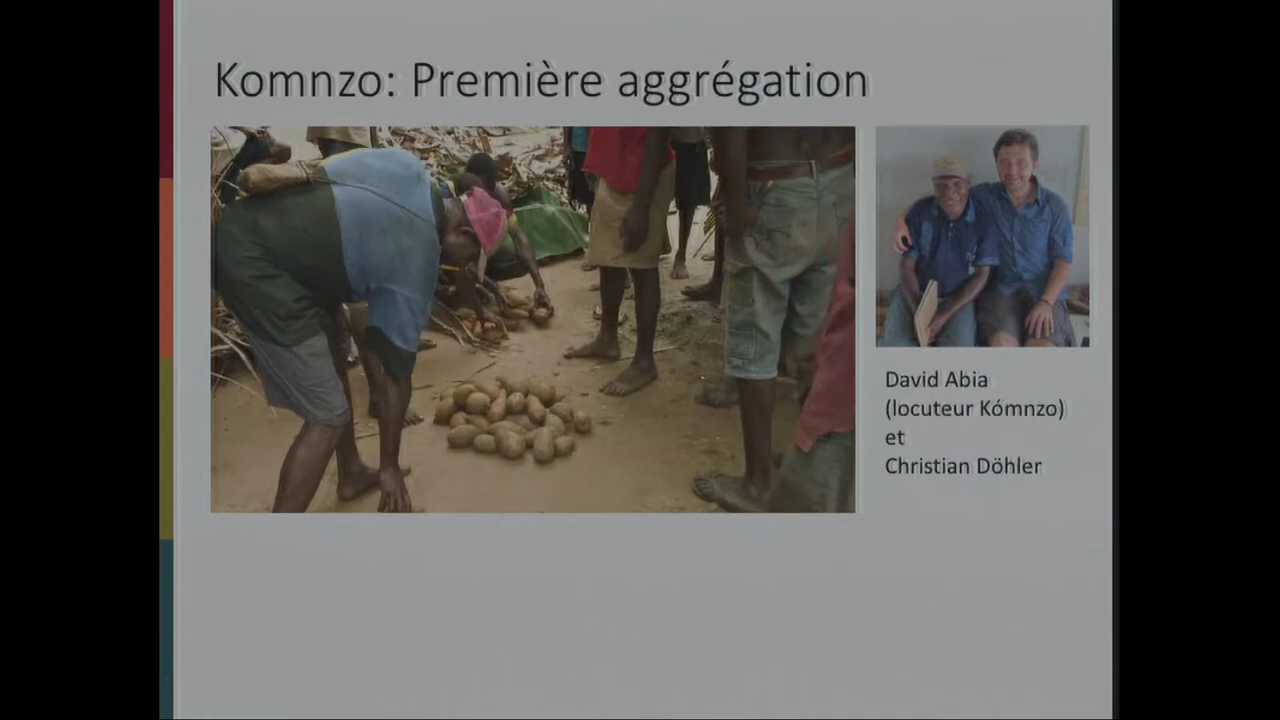 Komnzo: Première aggrégation
David Abia
(locuteur Kómnzo)
et
Christian Döhler